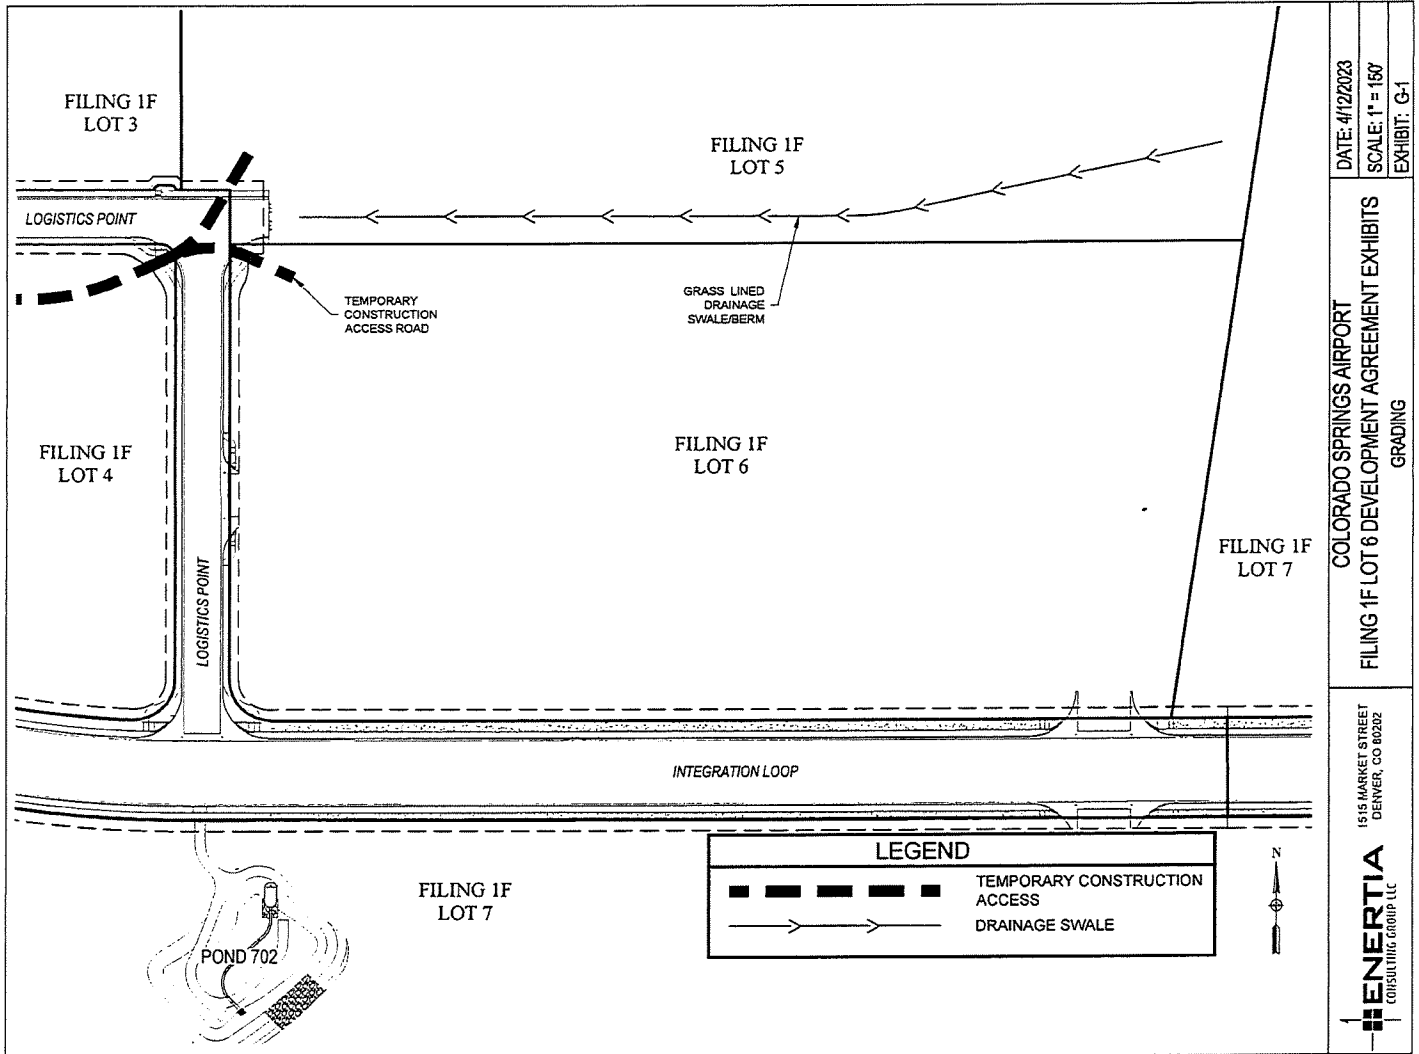 FILING 1F
LOT 3
FILING 1F
LOT 5
LOGISTICS POINT
TEMPORARY
CONSTRUCTION
ACCESS ROAD
GRASS LINED
DRAINAGE
SWALE/BERM
FILING 1F
LOT 4
FILING 1F
LOT 6
FILING 1F
LOT 7
LOGISTICS POINT
INTEGRATION LOOP
FILING 1F
LOT 7
POND 702
LEGEND
TEMPORARY CONSTRUCTION
ACCESS
DRAINAGE SWALE
N
DATE: 4/12/2023
SCALE: 1" = 150'
EXHIBIT: G-1
COLORADO SPRINGS AIRPORT
FILING 1F LOT 6 DEVELOPMENT AGREEMENT EXHIBITS
GRADING
1515 MARKET STREET
DENVER, CO 80202
ENERTIA
CONSULTING GROUP LLC